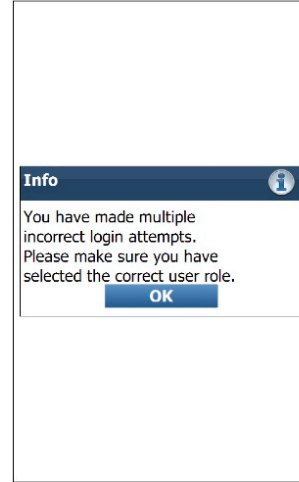 Info
You have made multiple
incorrect login attempts.
Please make sure you have
selected the correct user role.
OK